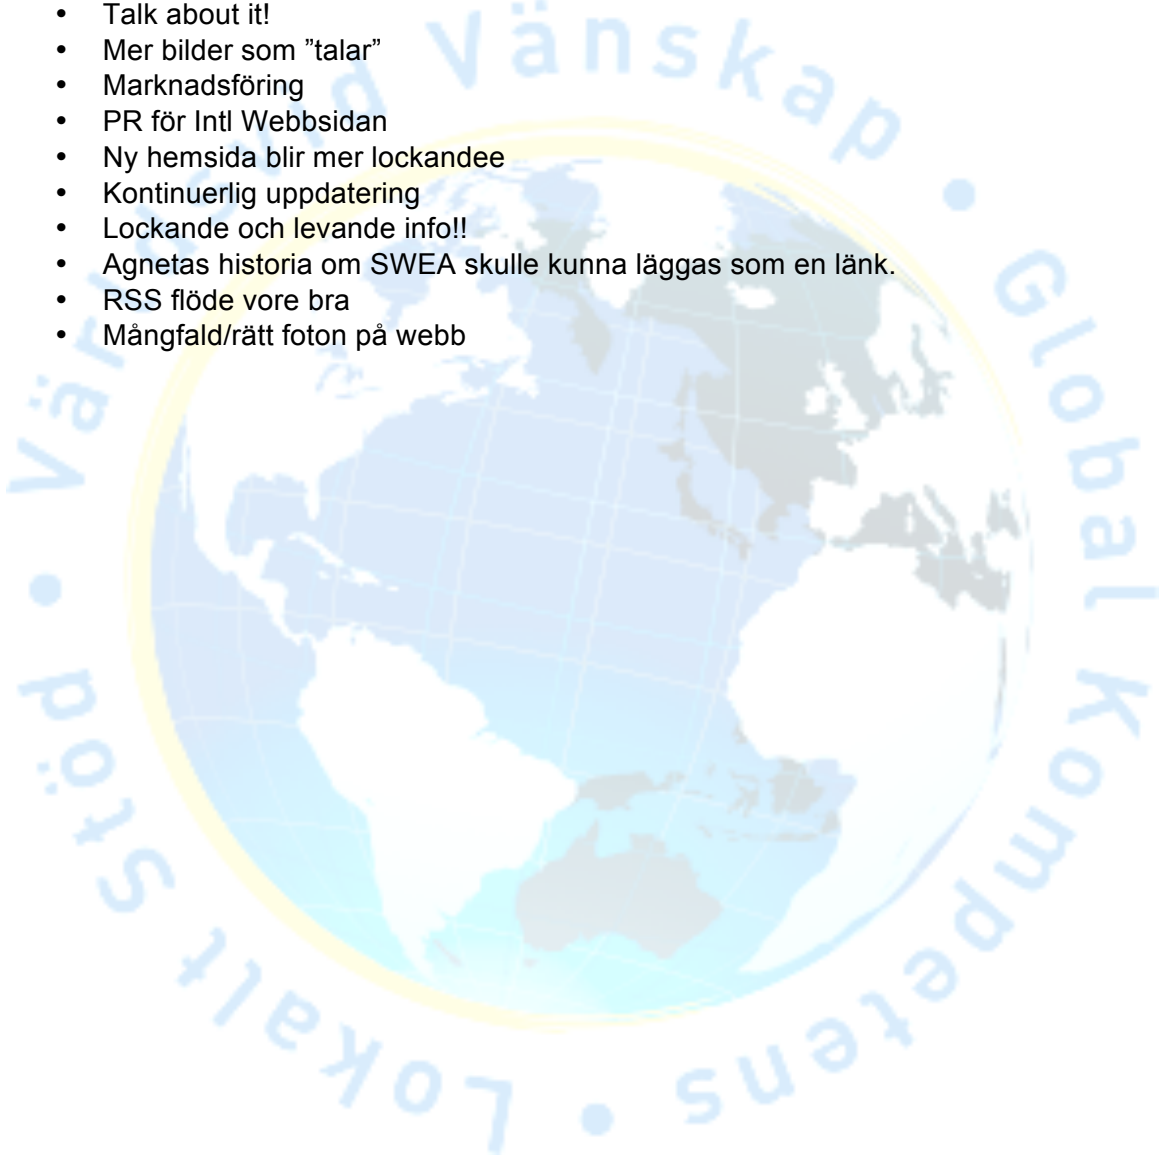 • Talk about it!
• Mer bilder som ”talar”
• Marknadsföring
• PR för Intl Webbsidan
• Ny hemsida blir mer lockandee
• Kontinuerlig uppdatering
• Lockande och levande info!!
• Agnetas historia om SWEA skulle kunna läggas som en länk.
• RSS flöde vore bra
• Mångfald/rätt foton på webb
Världsvid Vänskap • Global Kompetens • Lokalt Stöd •